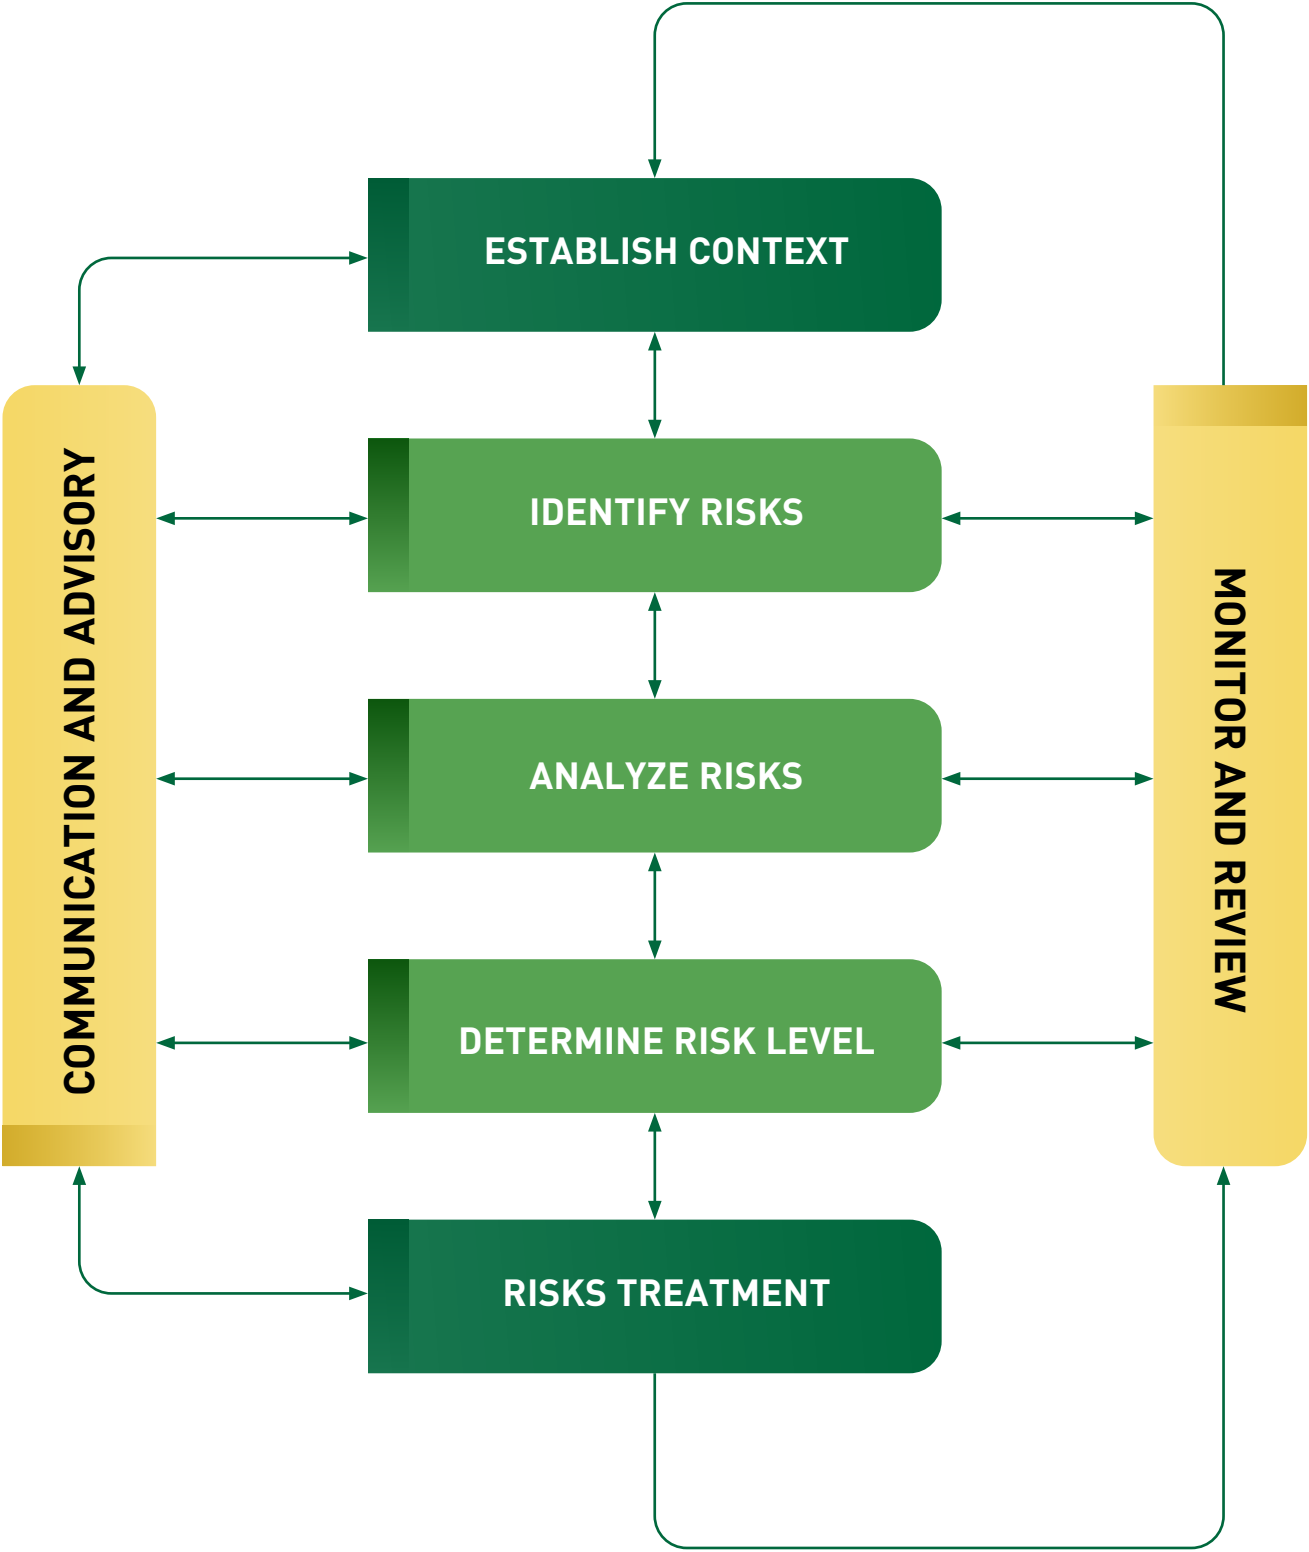 ESTABLISH CONTEXT
COMMUNICATION AND ADVISORY
IDENTIFY RISKS
MONITOR AND REVIEW
ANALYZE RISKS
DETERMINE RISK LEVEL
RISKS TREATMENT